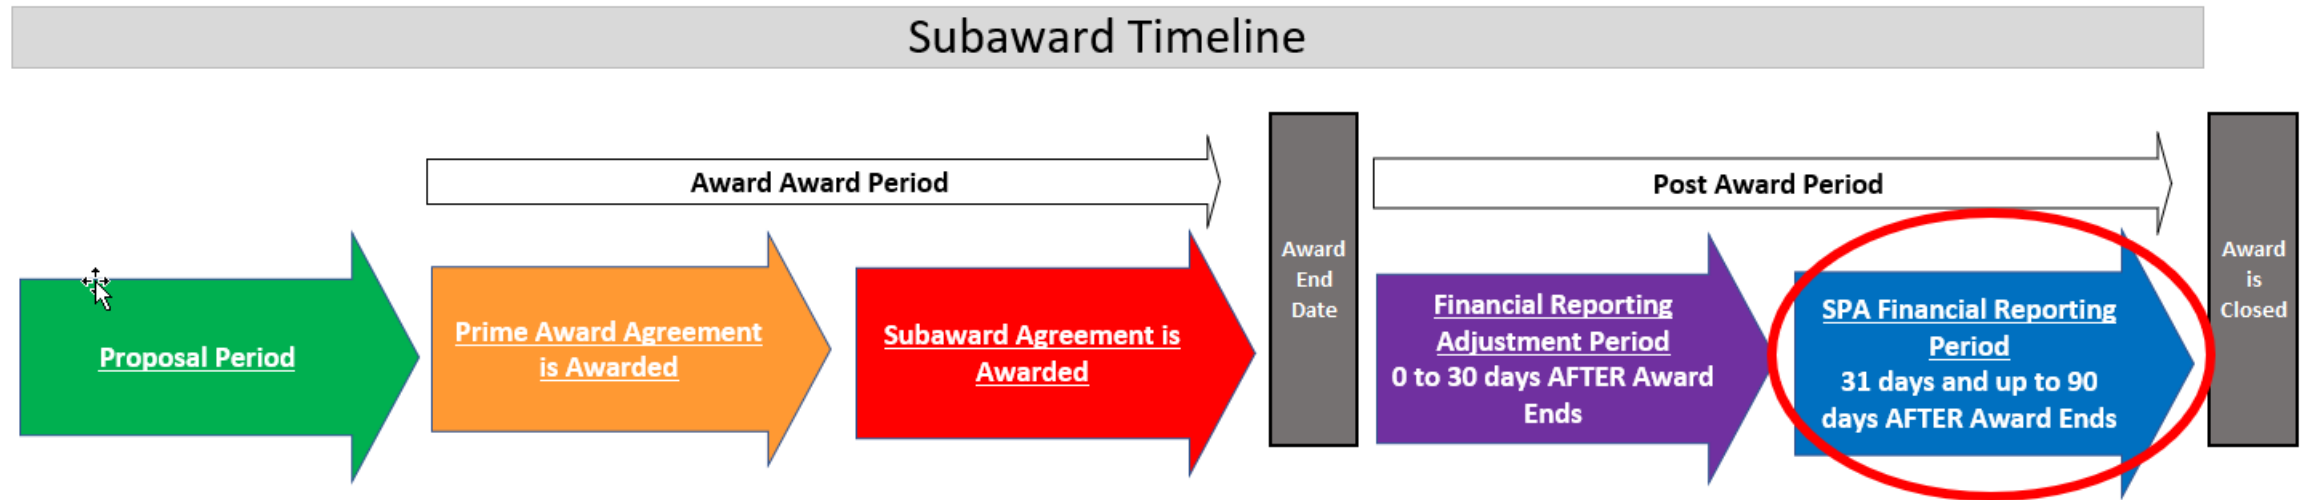 Subaward Timeline
Award Award Period
Post Award Period
Proposal Period
Prime Award Agreement
is Awarded
Subaward Agreement is
Awarded
Award
End
Date
Financial Reporting
Adjustment Period
0 to 30 days AFTER Award
Ends
SPA Financial Reporting
Period
31 days and up to 90
days AFTER Award Ends
Award
is
Closed